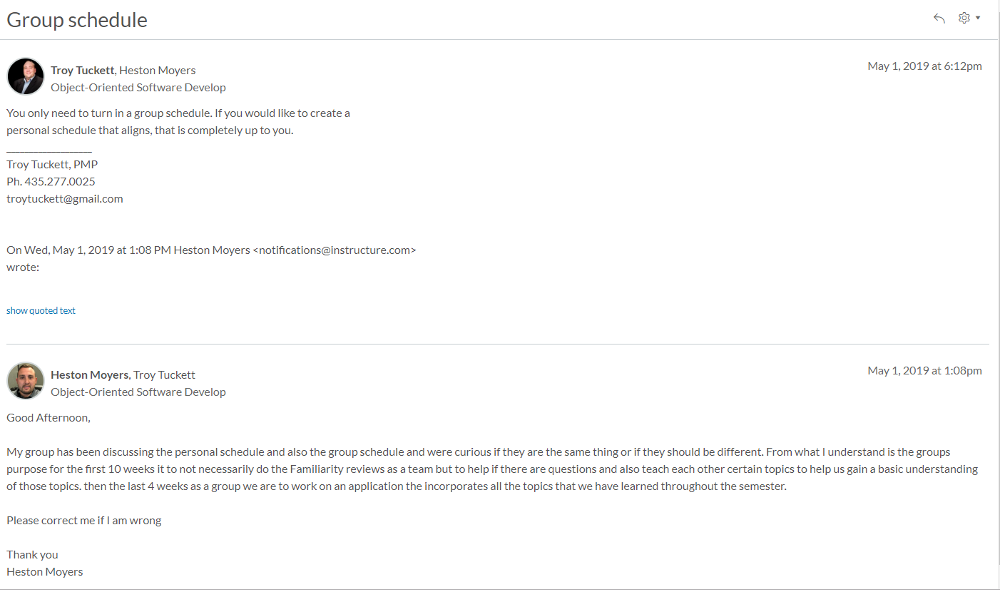 Group schedule
Troy Tuckett, Heston Moyers
May 1, 2019 at 6:12pm
Object-Oriented Software Develop
You only need to turn in a group schedule. If you would like to create a
personal schedule that aligns, that is completely up to you.
___________________
Troy Tuckett, PMP
Ph. 435.277.0025
troytuckett@gmail.com
On Wed, May 1, 2019 at 1:08 PM Heston Moyers <notifications@instructure.com>
wrote:
show quoted text
Heston Moyers, Troy Tuckett
May 1, 2019 at 1:08pm
Object-Oriented Software Develop
Good Afternoon,
My group has been discussing the personal schedule and also the group schedule and were curious if they are the same thing or if they should be different. From what I understand is the groups
purpose for the first 10 weeks it to not necessarily do the Familiarity reviews as a team but to help if there are questions and also teach each other certain topics to help us gain a basic understanding
of those topics. then the last 4 weeks as a group we are to work on an application the incorporates all the topics that we have learned throughout the semester.
Please correct me if I am wrong
Thank you
Heston Moyers